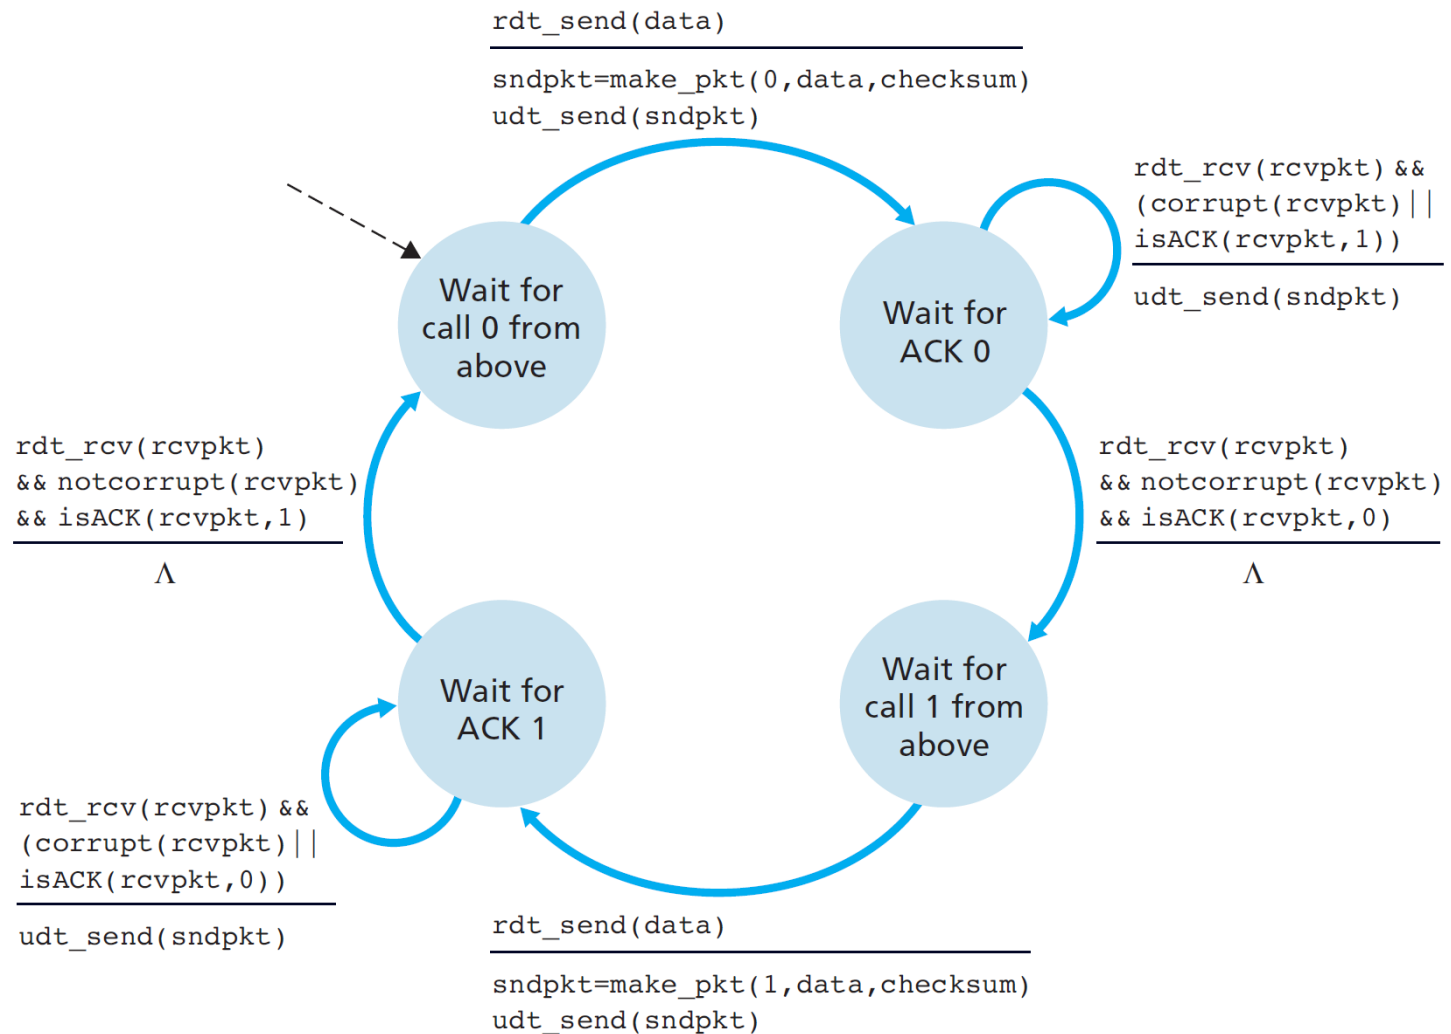 rdt_send(data)
sndpkt=make_pkt(0,data,checksum)
udt_send(sndpkt)
rdt_rcv(rcvpkt) &&
(corrupt(rcvpkt)||
isACK(rcvpkt,1))
udt_send(sndpkt)
Wait for
call 0 from
above
Wait for
ACK 0
rdt_rcv(rcvpkt)
&& notcorrupt(rcvpkt)
&& isACK(rcvpkt,1)
Λ
rdt_rcv(rcvpkt)
&& notcorrupt(rcvpkt)
&& isACK(rcvpkt,0)
Λ
Wait for
ACK 1
Wait for
call 1 from
above
rdt_rcv(rcvpkt) &&
(corrupt(rcvpkt)||
isACK(rcvpkt,0))
udt_send(sndpkt)
rdt_send(data)
sndpkt=make_pkt(1,data,checksum)
udt_send(sndpkt)